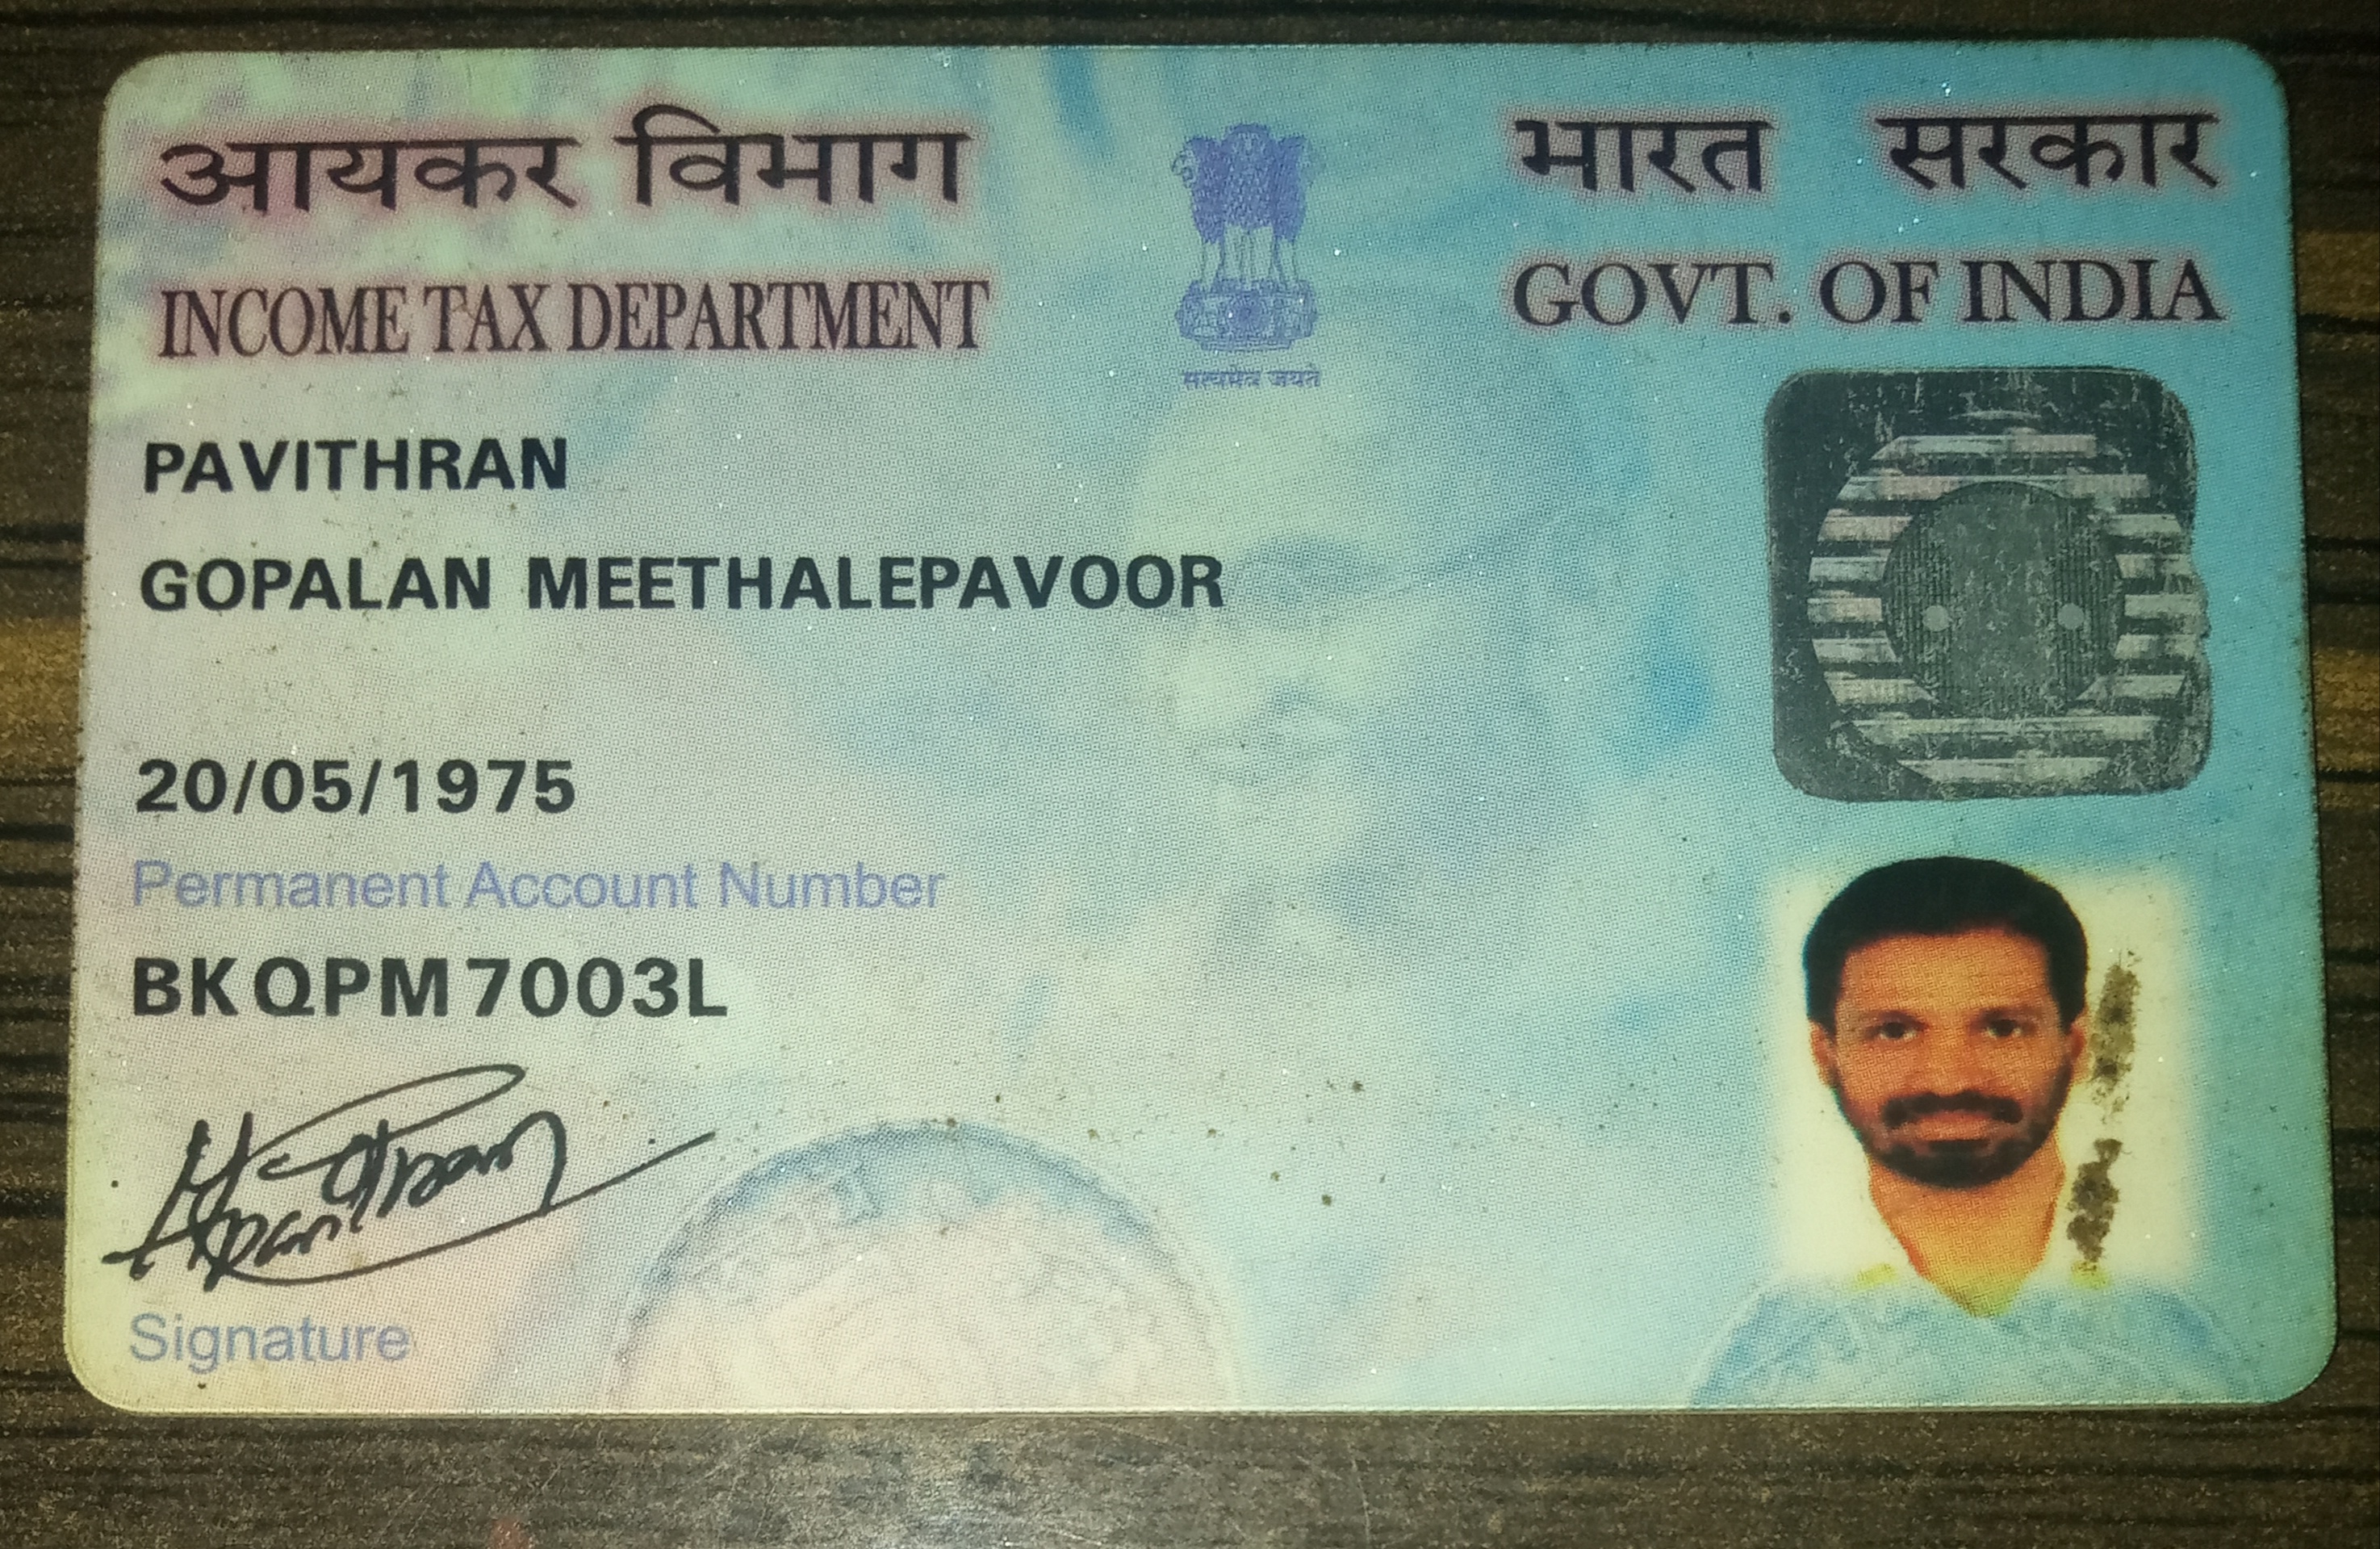 आयकर विभाग
INCOME TAX DEPARTMENT
सत्यमेव जयते
भारत सरकार
GOVT. OF INDIA
PAVITHRAN
GOPALAN MEETHALEPAVOOR
20/05/1975
Permanent Account Number
BKQPM7003L
Signature